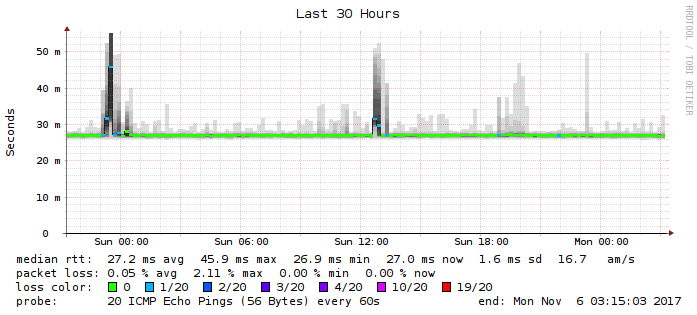 Last 30 Hours
RRDTOOL / TOBI OETIKER
Seconds
50 m
40 m
30 m
20 m
10 m
0
Sun 00:00 Sun 06:00 Sun 12:00 Sun 18:00 Mon 00:00
median rtt: 27.2 ms avg 45.9 ms max 26.9 ms min 27.0 ms now 1.6 ms sd 16.7 am/s
packet loss: 0.05 % avg 2.11 % max 0.00 % min 0.00 % now
loss color: 0 1/20 2/20 3/20 4/20 10/20 19/20
probe: 20 ICMP Echo Pings (56 Bytes) every 60s end: Mon Nov 6 03:15:03 2017